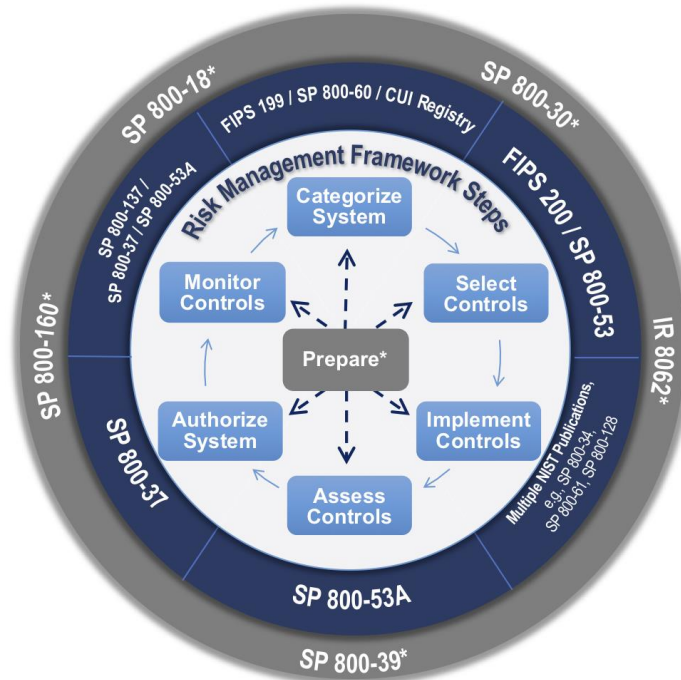 SP 800-18*
SP 800-30*
IR 8062*
SP 800-39*
SP 800-160*
FIPS 199 / SP 800-60 / CUI Registry
FIPS 200 / SP 800-53
Multiple NIST Publications,
e.g., SP 800-34,
SP 800-61, SP 800-128
SP 800-53A
SP 800-37
SP 800-137 /
SP 800-37 / SP 800-53A
Risk Management Framework Steps
Categorize
System
Select
Controls
Implement
Controls
Assess
Controls
Authorize
System
Monitor
Controls
Prepare*